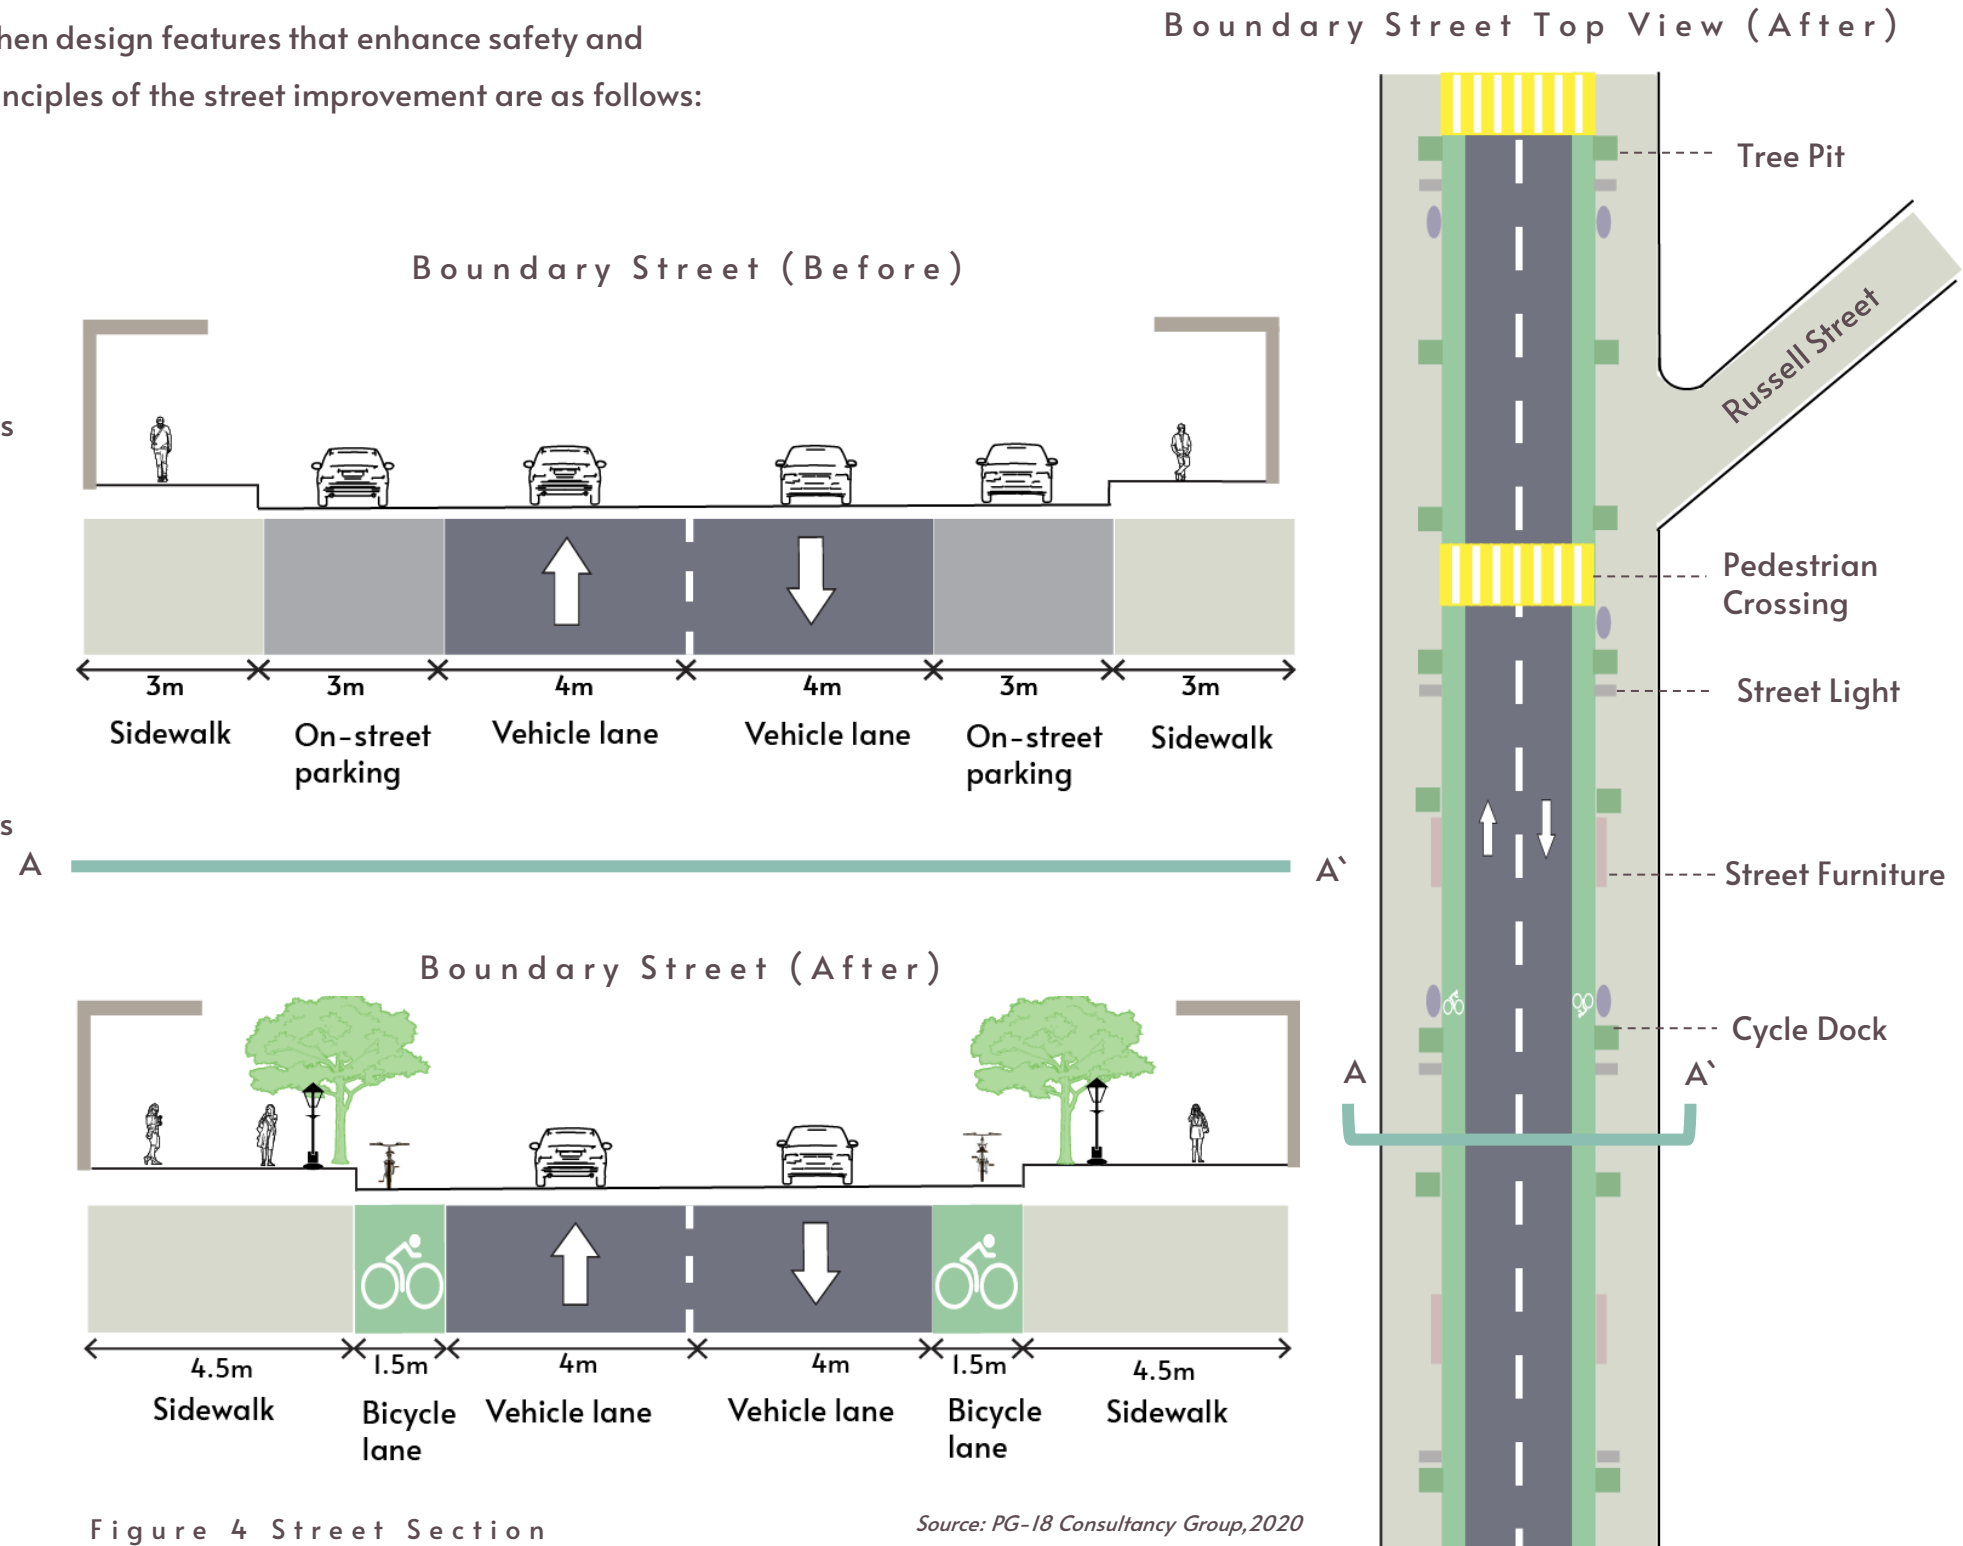 hen design features that enhance safety and
nciples of the street improvement are as follows:
Boundary Street (Before)
s
3m 3m 4m 4m 3m 3m
Sidewalk On-street parking Vehicle lane Vehicle lane On-street parking Sidewalk
s
A A`
Boundary Street (After)
4.5m 1.5m 4m 4m 1.5m 4.5m
Sidewalk Bicycle lane Vehicle lane Vehicle lane Bicycle lane Sidewalk
Figure 4 Street Section
Source: PG-18 Consultancy Group,2020
Boundary Street Top View (After)
Tree Pit
Russell Street
Pedestrian
Crossing
Street Light
Street Furniture
Cycle Dock
A A`